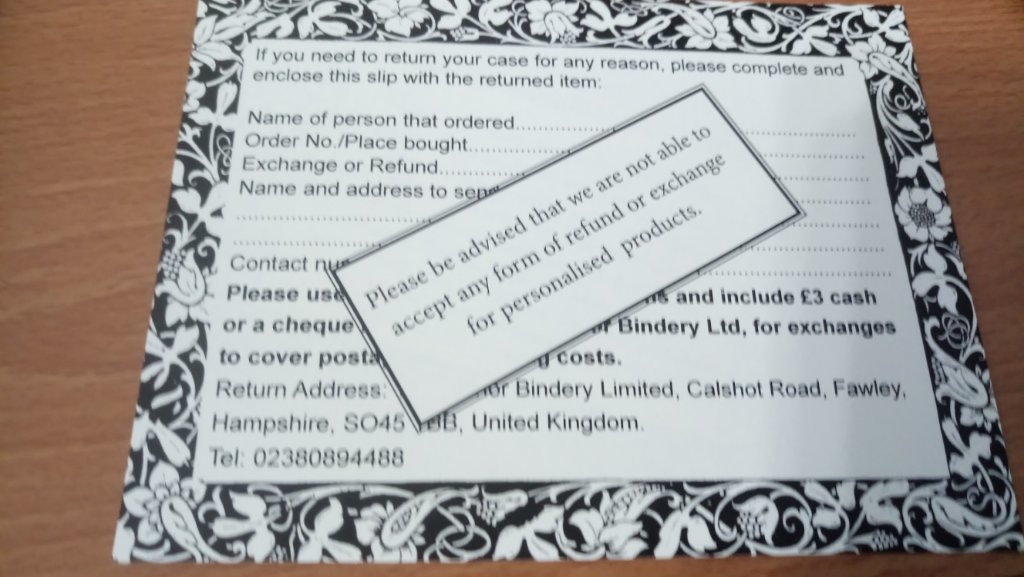 If you need to return your case for any reason, please complete and
enclose this slip with the returned item:
Name of person that ordered
Order No./Place bought
Exchange or Refund
Name and address to
Contact
Please use and include £3 cash
or a cheque Bindery Ltd, for exchanges
to cover costs.
Return Address: Bindery Limited, Calshot Road, Fawley,
Hampshire, SO45 United Kingdom.
Tel: 02380894488
Please be advised that we are not able to
accept any form of refund or exchange
for personalised products.